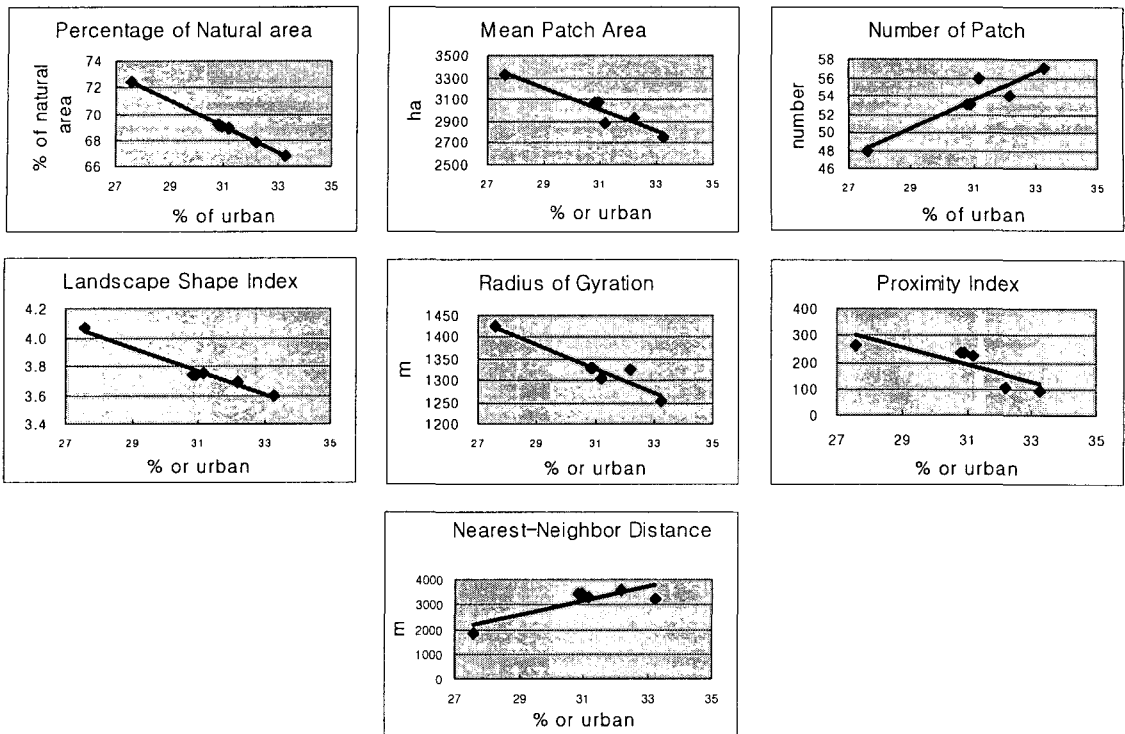 Percentage of Natural area
74
72
70
68
66
% of natural
area
27 29 31 33 35
% of urban
Mean Patch Area
3500
3300
3100
2900
2700
2500
ha
27 29 31 33 35
% or urban
Number of Patch
58
56
54
52
50
48
46
number
27 29 31 33 35
% of urban
Landscape Shape Index
4.2
4.0
3.8
3.6
3.4
27 29 31 33 35
% or urban
Radius of Gyration
1450
1400
1350
1300
1250
1200
m
27 29 31 33 35
% or urban
Proximity Index
400
300
200
100
0
27 29 31 33 35
% or urban
Nearest-Neighbor Distance
4000
3000
2000
1000
0
m
27 29 31 33 35
% or urban